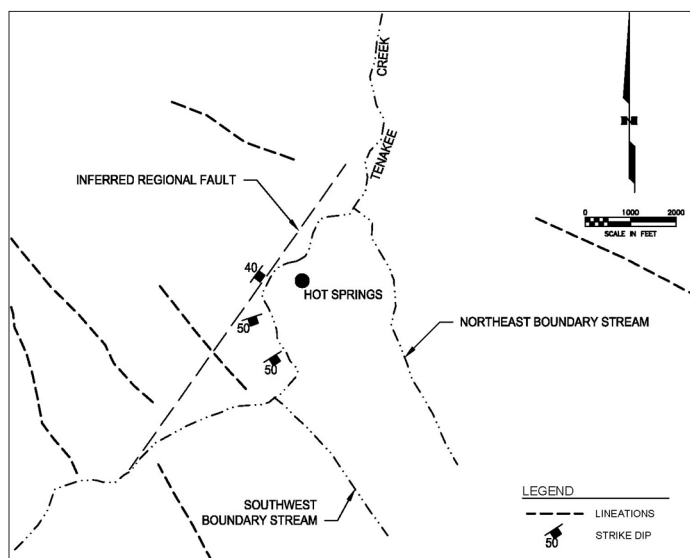 CREEK
TENAKEE
INFERRED REGIONAL FAULT
N
0 1000 2000
SCALE IN FEET
40
HOT SPRINGS
50
NORTHEAST BOUNDARY STREAM
50
SOUTHWEST
BOUNDARY STREAM
LEGEND
LINEATIONS
50
STRIKE DIP